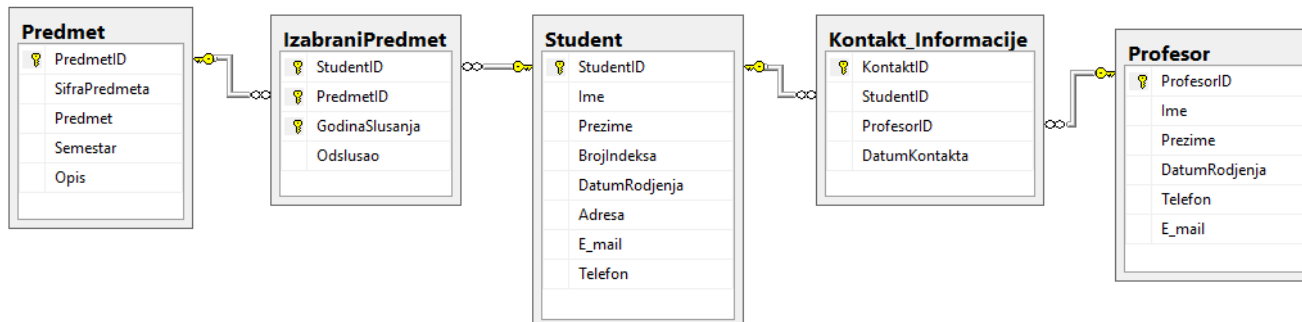 Predmet
PredmetID
SifraPredmeta
Predmet
Semestar
Opis
IzabraniPredmet
StudentID
PredmetID
GodinaSlusanja
Odslusao
Student
StudentID
Ime
Prezime
BrojIndeksa
DatumRodjenja
Adresa
E_mail
Telefon
Kontakt_Informacije
KontaktID
StudentID
ProfesorID
DatumKontakta
Profesor
ProfesorID
Ime
Prezime
DatumRodjenja
Telefon
E_mail